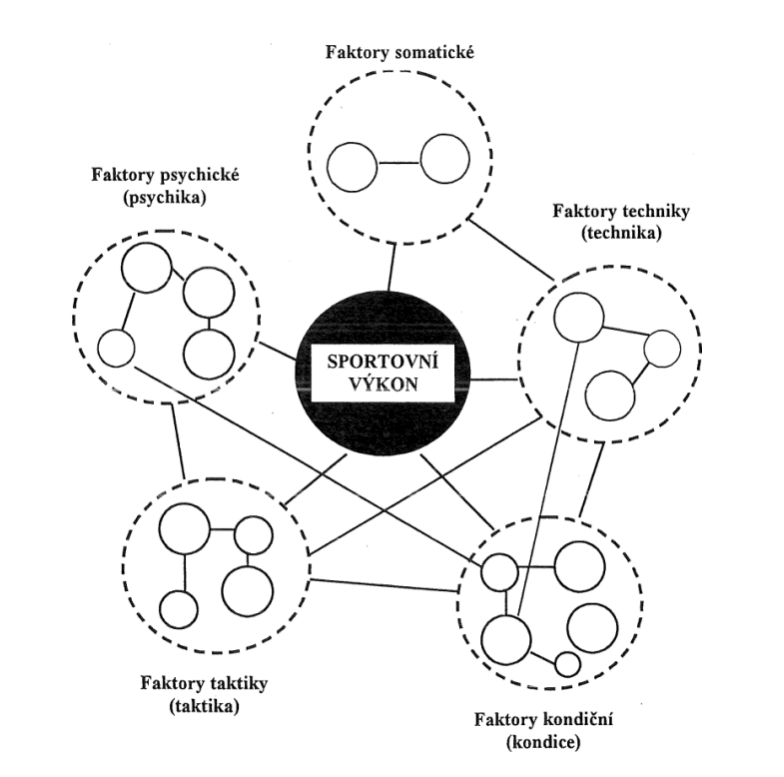 Faktory somatické
Faktory psychické
(psychika)
Faktory techniky
(technika)
SPORTOVNÍ
VÝKON
Faktory taktiky
(taktika)
Faktory kondiční
(kondice)